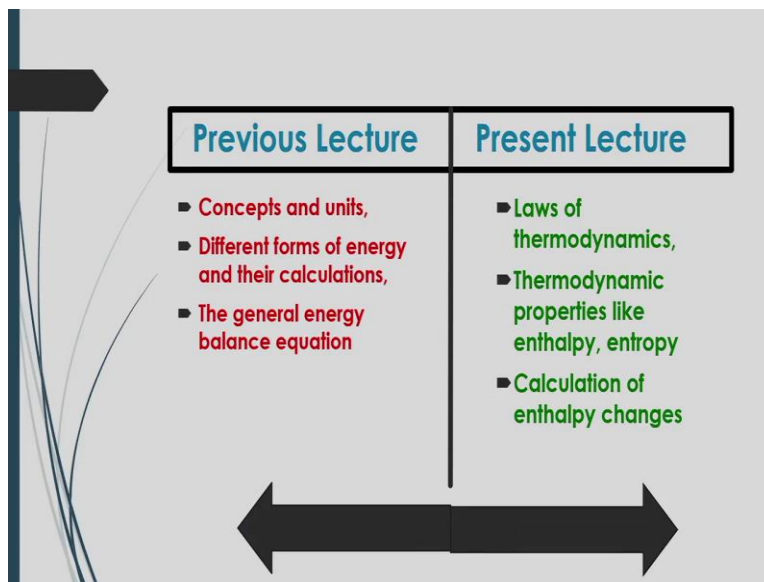 Previous Lecture
Present Lecture
Concepts and units,
Different forms of energy
and their calculations,
The general energy
balance equation
Laws of
thermodynamics,
Thermodynamic
properties like
enthalpy, entropy
Calculation of
enthalpy changes